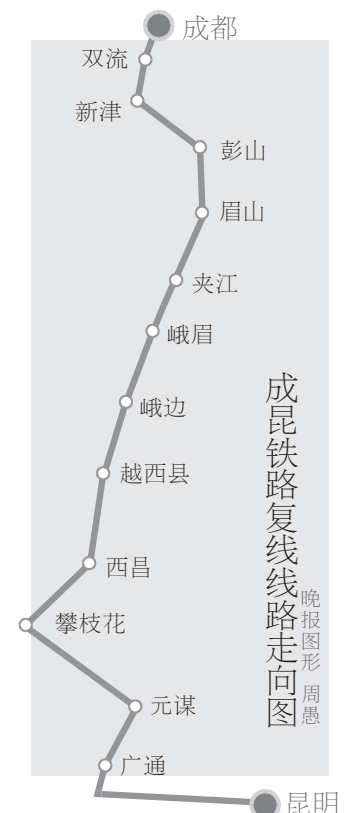 成都
双流
新津
彭山
眉山
夹江
峨眉
峨边
越西县
西昌
攀枝花
元谋
广通
昆明
成昆铁路复线线路走向图
晚报图形 周愚